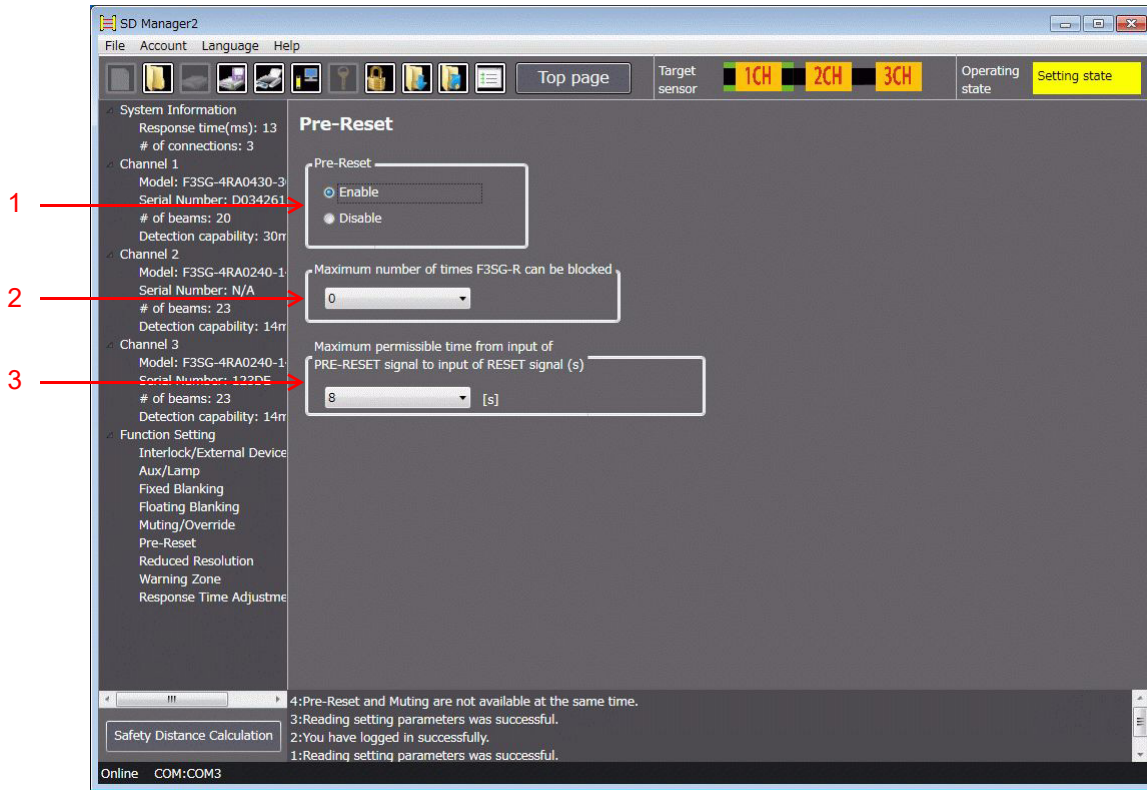 SD Manager2
File Account Language Help
Top page
Target
sensor
1CH 2CH 3CH
Operating
state
Setting state
System Information
Response time(ms): 13
# of connections: 3
Channel 1
Model: F3SG-4RA0430-3
Serial Number: D034261
# of beams: 20
Detection capability: 30m
Channel 2
Model: F3SG-4RA0240-1
Serial Number: N/A
# of beams: 23
Detection capability: 14m
Channel 3
Model: F3SG-4RA0240-1
Serial Number: 123DE
# of beams: 23
Detection capability: 14m
Function Setting
Interlock/External Device
Aux/Lamp
Fixed Blanking
Floating Blanking
Muting/Override
Pre-Reset
Reduced Resolution
Warning Zone
Response Time Adjustme
Safety Distance Calculation
Pre-Reset
1
Pre-Reset
Enable
Disable
2
Maximum number of times F3SG-R can be blocked
0
3
Maximum permissible time from input of
PRE-RESET signal to input of RESET signal (s)
8 [s]
4:Pre-Reset and Muting are not available at the same time.
3:Reading setting parameters was successful.
2:You have logged in successfully.
1:Reading setting parameters was successful.
Online COM:COM3